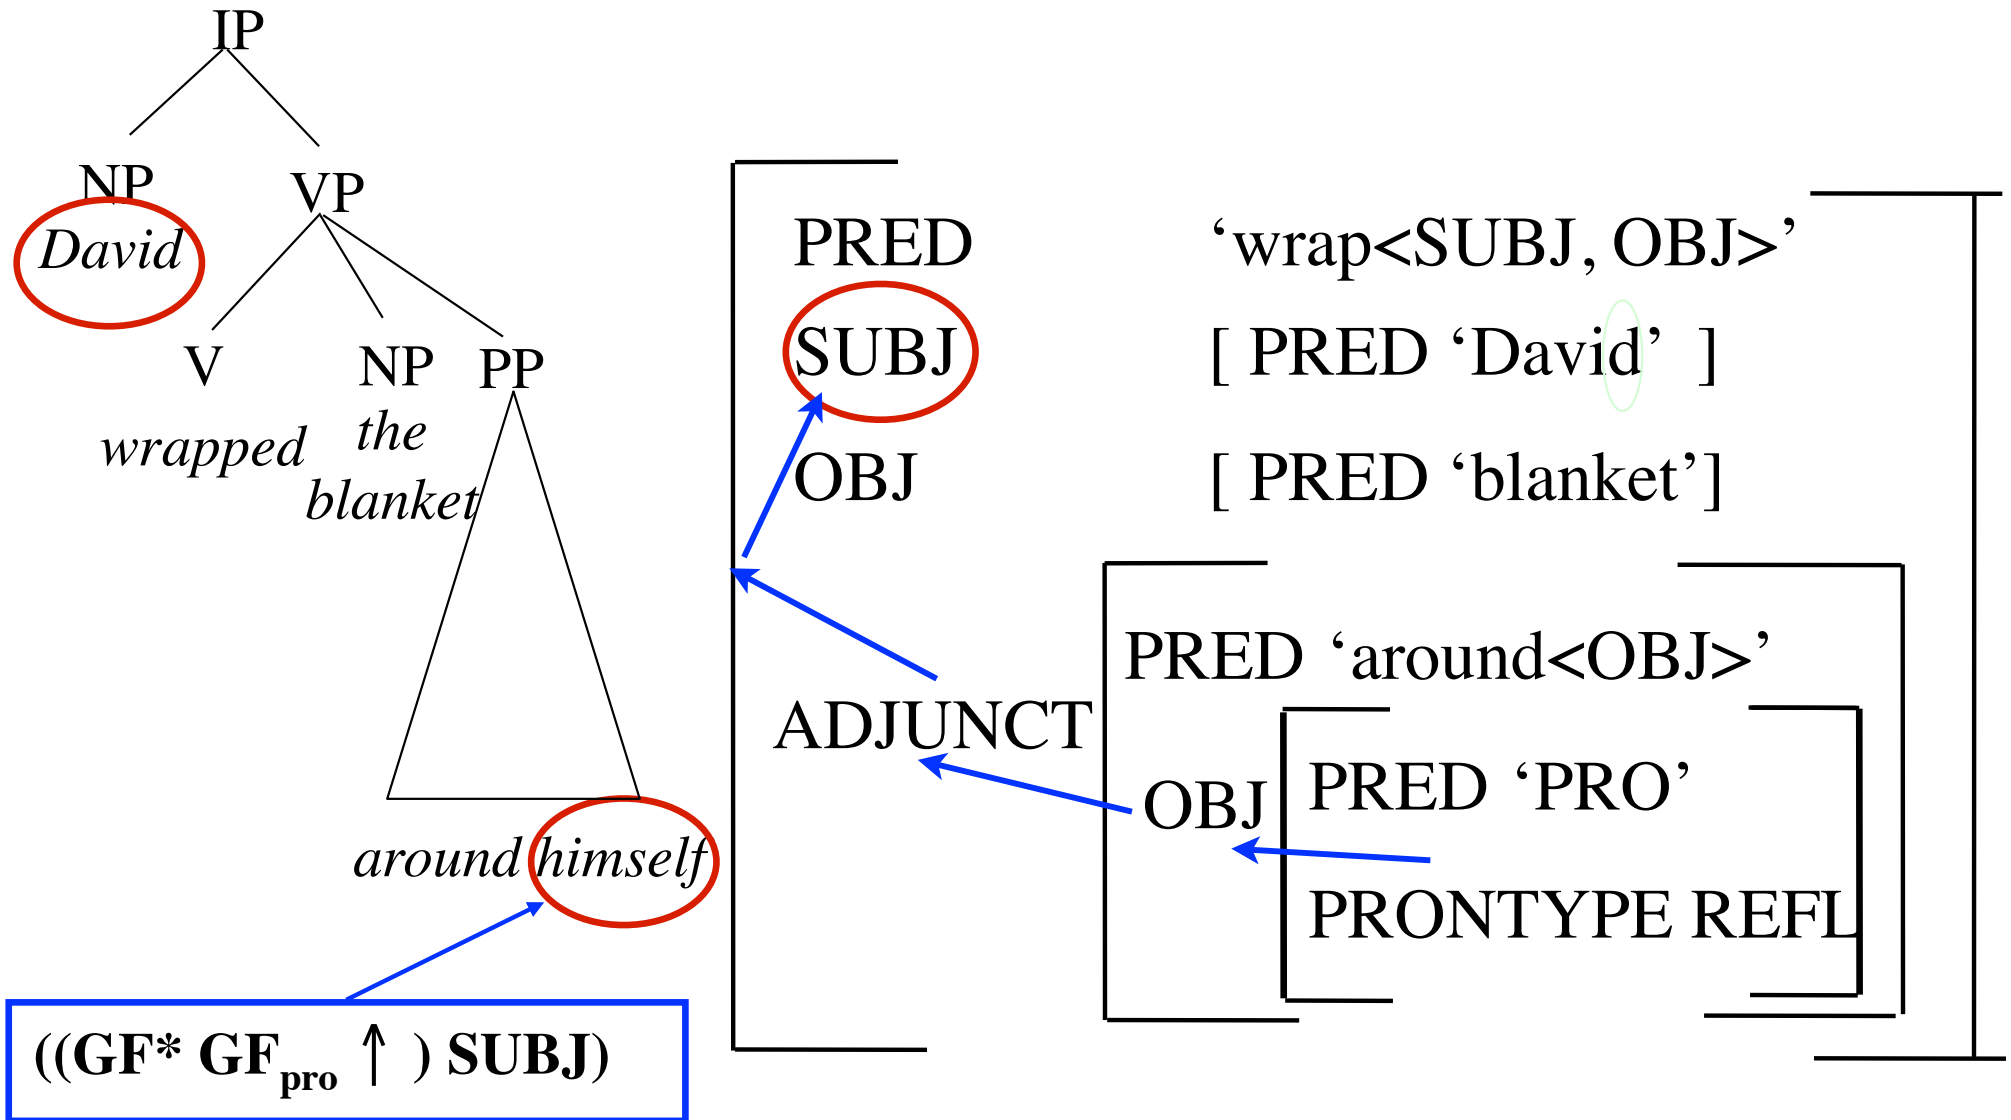 IP
NP VP
David
V NP PP
wrapped the
blanket
around himself
((GF* GFpro ↑ ) SUBJ)
PRED ‘wrap<SUBJ, OBJ>’
SUBJ [ PRED ‘David’ ]
OBJ [ PRED ‘blanket’]
PRED ‘around<OBJ>’
ADJUNCT
OBJ PRED ‘PRO’
PRONTYPE REFL